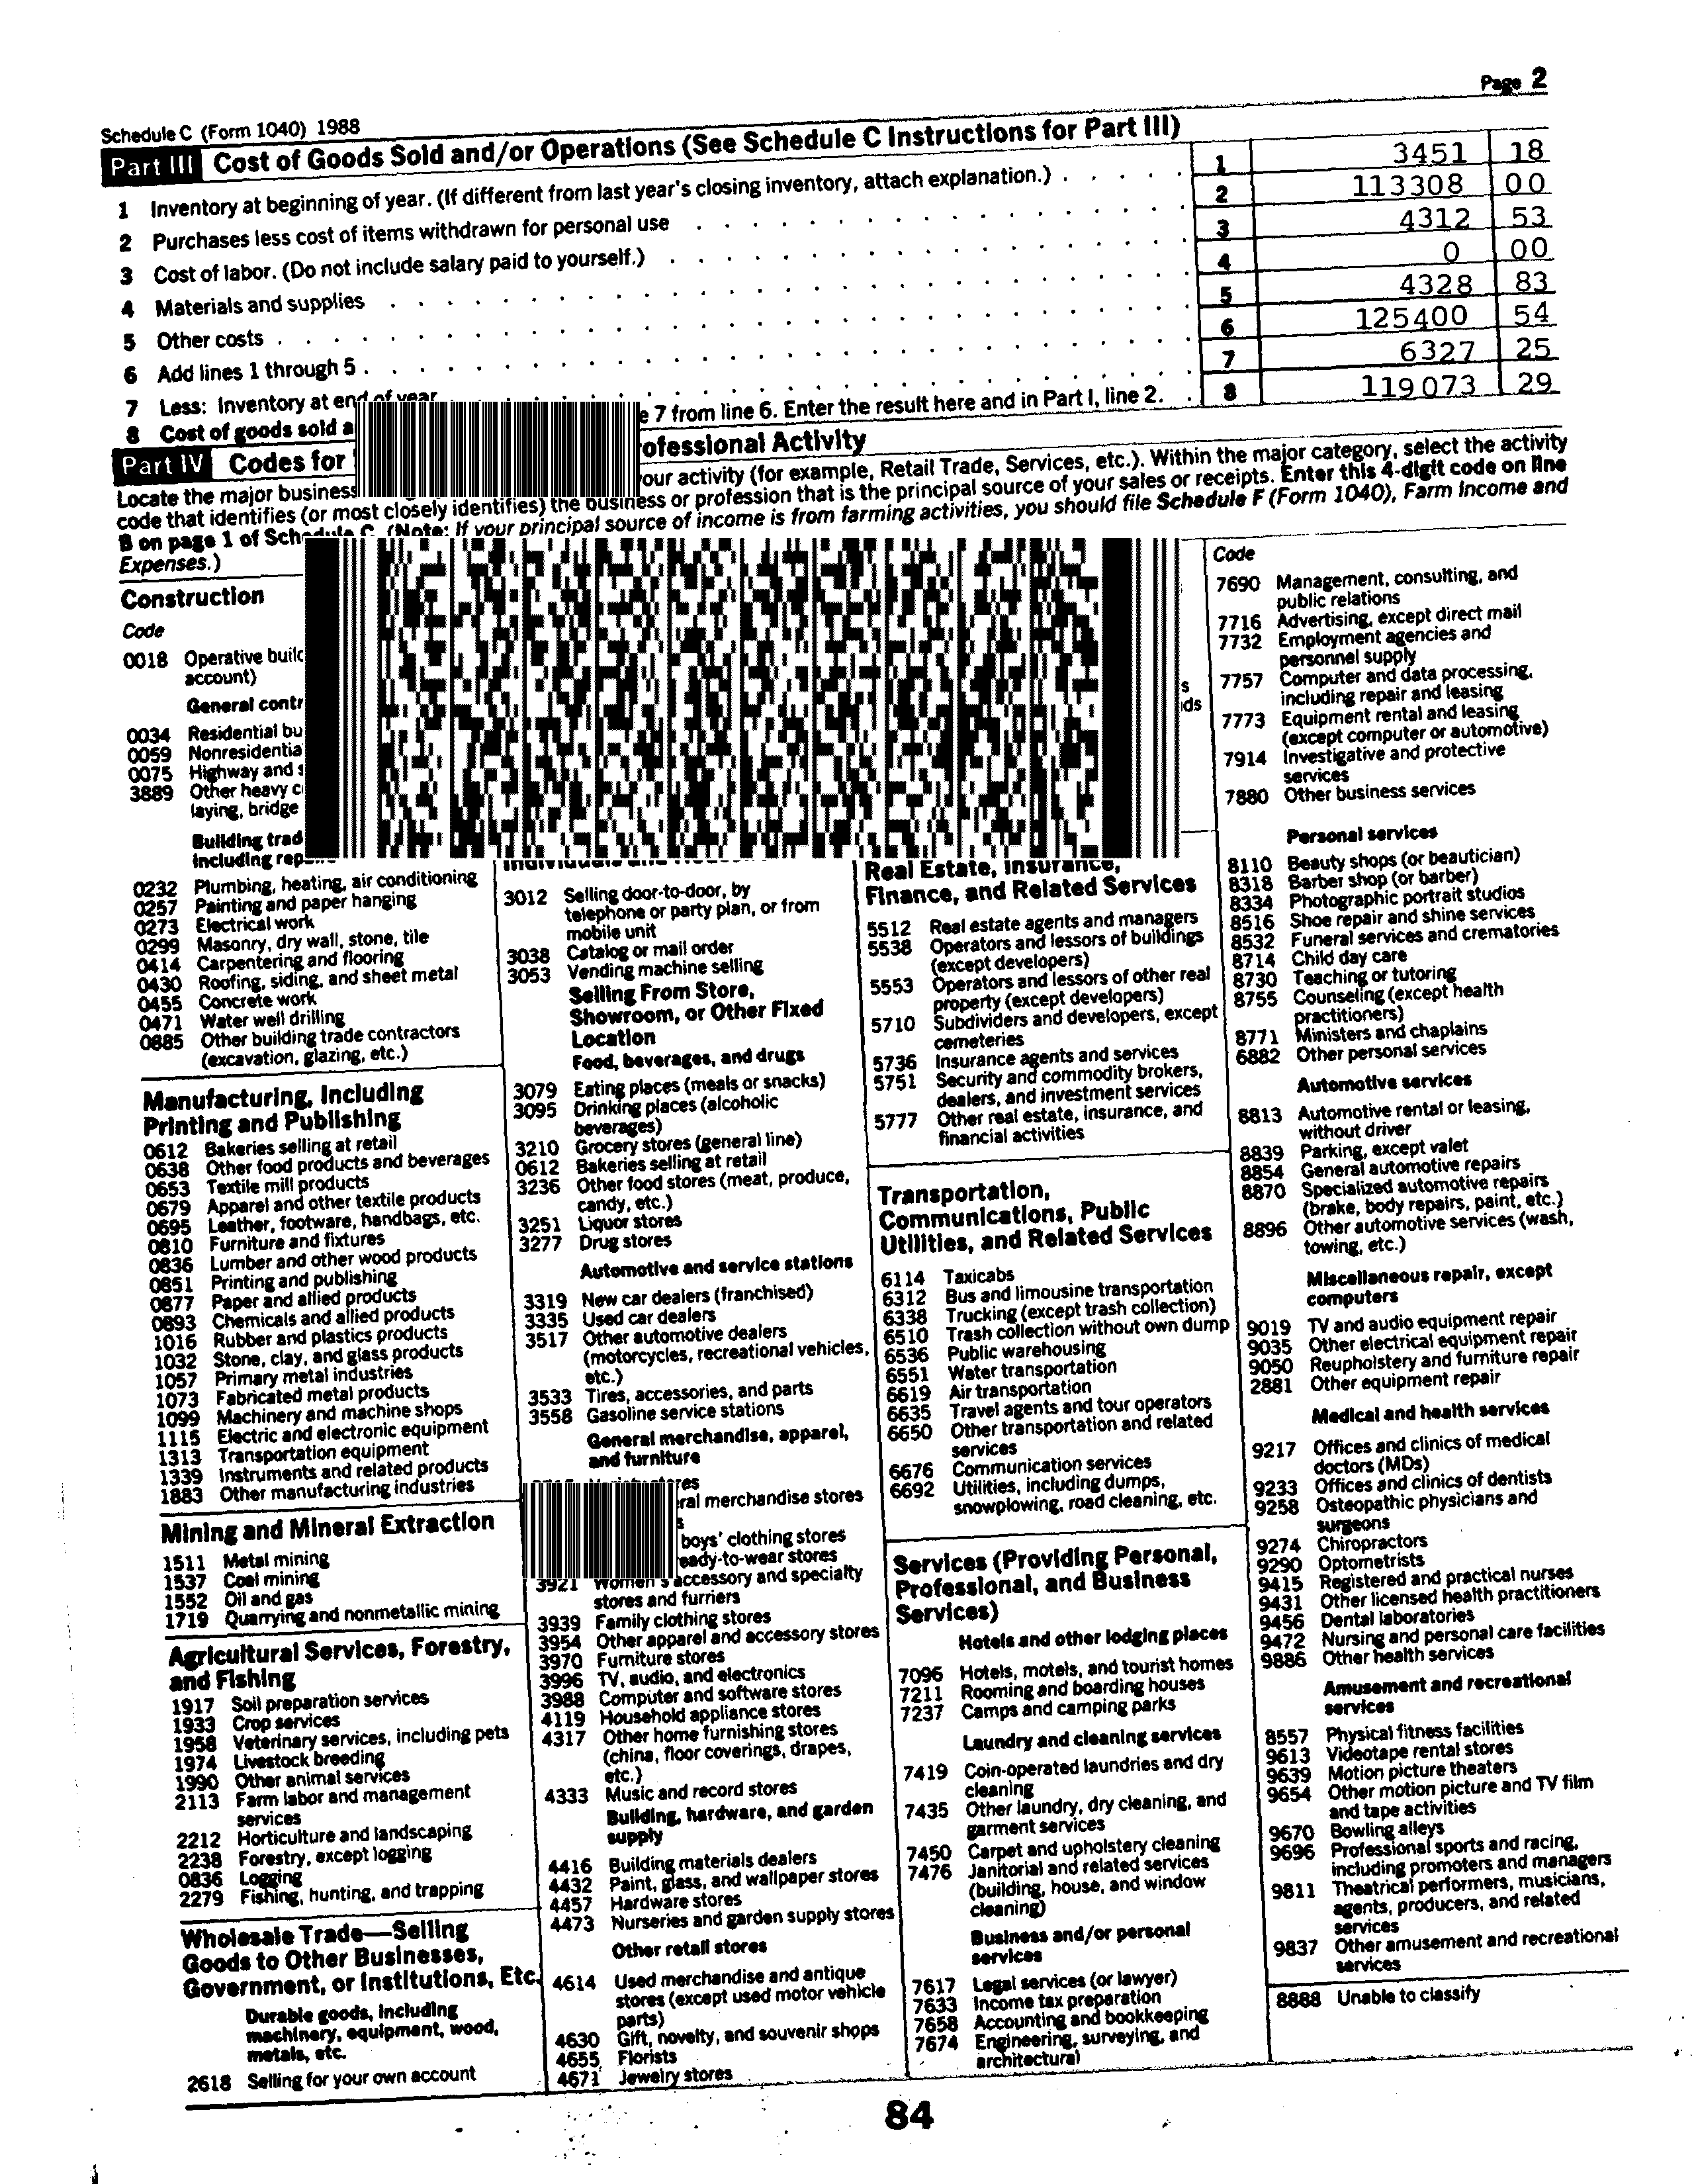 Page 2
Schedule C (Form 1040) 1988
Part III Cost of Goods Sold and/or Operations (See Schedule C Instructions for Part III)
1 Inventory at beginning of year. (If different from last year's closing inventory, attach explanation.) 1 3451 18
2 Purchases less cost of items withdrawn for personal use 2 113308 00
3 Cost of labor. (Do not include salary paid to yourself.) 3 4312 53
4 Materials and supplies 4 0 00
5 Other costs 5 4328 83
6 Add lines 1 through 5 6 125400 54
7 Less: Inventory at end of year 7 6327 25
8 Cost of goods sold a e 7 from line 6. Enter the result here and in Part I, line 2. 8 119073 29
Part IV Codes for ofessional Activity
Locate the major business our activity (for example, Retail Trade, Services, etc.). Within the major category, select the activity
code that identifies (or most closely identifies) the business or profession that is the principal source of your sales or receipts. Enter this 4-digit code on line
B on page 1 of Schedule C. (Note: If your principal source of income is from farming activities, you should file Schedule F (Form 1040), Farm Income and
Expenses.)
Construction
Code
0018 Operative build
account)
General contr
0034 Residential bu
0059 Nonresidentia
0075 Highway and s
3889 Other heavy c
laying, bridge
Building trad
including rep
0232 Plumbing, heating, air conditioning
0257 Painting and paper hanging
0273 Electrical work
0299 Masonry, dry wall, stone, tile
0414 Carpentering and flooring
0430 Roofing, siding, and sheet metal
0455 Concrete work
0471 Water well drilling
0885 Other building trade contractors
(excavation, glazing, etc.)
Manufacturing, Including
Printing and Publishing
0612 Bakeries selling at retail
0638 Other food products and beverages
0653 Textile mill products
0679 Apparel and other textile products
0695 Leather, footware, handbags, etc.
0810 Furniture and fixtures
0836 Lumber and other wood products
0851 Printing and publishing
0877 Paper and allied products
0893 Chemicals and allied products
1016 Rubber and plastics products
1032 Stone, clay, and glass products
1057 Primary metal industries
1073 Fabricated metal products
1099 Machinery and machine shops
1115 Electric and electronic equipment
1313 Transportation equipment
1339 Instruments and related products
1883 Other manufacturing industries
Mining and Mineral Extraction
1511 Metal mining
1537 Coal mining
1552 Oil and gas
1719 Quarrying and nonmetallic mining
Agricultural Services, Forestry,
and Fishing
1917 Soil preparation services
1933 Crop services
1958 Veterinary services, including pets
1974 Livestock breeding
1990 Other animal services
2113 Farm labor and management
services
2212 Horticulture and landscaping
2238 Forestry, except logging
0836 Logging
2279 Fishing, hunting, and trapping
Wholesale Trade—Selling
Goods to Other Businesses,
Government, or Institutions, Etc.
Durable goods, including
machinery, equipment, wood,
metals, etc.
2618 Selling for your own account
3012 Selling door-to-door, by
telephone or party plan, or from
mobile unit
3038 Catalog or mail order
3053 Vending machine selling
Selling From Store,
Showroom, or Other Fixed
Location
Food, beverages, and drugs
3079 Eating places (meals or snacks)
3095 Drinking places (alcoholic
beverages)
3210 Grocery stores (general line)
0612 Bakeries selling at retail
3236 Other food stores (meat, produce,
candy, etc.)
3251 Liquor stores
3277 Drug stores
Automotive and service stations
3319 New car dealers (franchised)
3335 Used car dealers
3517 Other automotive dealers
(motorcycles, recreational vehicles,
etc.)
3533 Tires, accessories, and parts
3558 Gasoline service stations
General merchandise, apparel,
and furniture
res
ral merchandise stores
s
boys' clothing stores
eady-to-wear stores
3921 Women's accessory and specialty
stores and furriers
3939 Family clothing stores
3954 Other apparel and accessory stores
3970 Furniture stores
3996 TV, audio, and electronics
3988 Computer and software stores
4119 Household appliance stores
4317 Other home furnishing stores
(china, floor coverings, drapes,
etc.)
4333 Music and record stores
Building, hardware, and garden
supply
4416 Building materials dealers
4432 Paint, glass, and wallpaper stores
4457 Hardware stores
4473 Nurseries and garden supply stores
Other retail stores
4614 Used merchandise and antique
stores (except used motor vehicle
parts)
4630 Gift, novelty, and souvenir shops
4655 Florists
4671 Jewelry stores
s
ds
Real Estate, Insurance,
Finance, and Related Services
5512 Real estate agents and managers
5538 Operators and lessors of buildings
(except developers)
5553 Operators and lessors of other real
property (except developers)
5710 Subdividers and developers, except
cemeteries
5736 Insurance agents and services
5751 Security and commodity brokers,
dealers, and investment services
5777 Other real estate, insurance, and
financial activities
Transportation,
Communications, Public
Utilities, and Related Services
6114 Taxicabs
6312 Bus and limousine transportation
6338 Trucking (except trash collection)
6510 Trash collection without own dump
6536 Public warehousing
6551 Water transportation
6619 Air transportation
6635 Travel agents and tour operators
6650 Other transportation and related
services
6676 Communication services
6692 Utilities, including dumps,
snowplowing, road cleaning, etc.
Services (Providing Personal,
Professional, and Business
Services)
Hotels and other lodging places
7096 Hotels, motels, and tourist homes
7211 Rooming and boarding houses
7237 Camps and camping parks
Laundry and cleaning services
7419 Coin-operated laundries and dry
cleaning
7435 Other laundry, dry cleaning, and
garment services
7450 Carpet and upholstery cleaning
7476 Janitorial and related services
(building, house, and window
cleaning)
Business and/or personal
services
7617 Legal services (or lawyer)
7633 Income tax preparation
7658 Accounting and bookkeeping
7674 Engineering, surveying, and
architectural
Code
7690 Management, consulting, and
public relations
7716 Advertising, except direct mail
7732 Employment agencies and
personnel supply
7757 Computer and data processing,
including repair and leasing
7773 Equipment rental and leasing
(except computer or automotive)
7914 Investigative and protective
services
7880 Other business services
Personal services
8110 Beauty shops (or beautician)
8318 Barber shop (or barber)
8334 Photographic portrait studios
8516 Shoe repair and shine services
8532 Funeral services and crematories
8714 Child day care
8730 Teaching or tutoring
8755 Counseling (except health
practitioners)
8771 Ministers and chaplains
6882 Other personal services
Automotive services
8813 Automotive rental or leasing,
without driver
8839 Parking, except valet
8854 General automotive repairs
8870 Specialized automotive repairs
(brake, body repairs, paint, etc.)
8896 Other automotive services (wash,
towing, etc.)
Miscellaneous repair, except
computers
9019 TV and audio equipment repair
9035 Other electrical equipment repair
9050 Reupholstery and furniture repair
2881 Other equipment repair
Medical and health services
9217 Offices and clinics of medical
doctors (MDs)
9233 Offices and clinics of dentists
9258 Osteopathic physicians and
surgeons
9274 Chiropractors
9290 Optometrists
9415 Registered and practical nurses
9431 Other licensed health practitioners
9456 Dental laboratories
9472 Nursing and personal care facilities
9886 Other health services
Amusement and recreational
services
8557 Physical fitness facilities
9613 Videotape rental stores
9639 Motion picture theaters
9654 Other motion picture and TV film
and tape activities
9670 Bowling alleys
9696 Professional sports and racing,
including promoters and managers
9811 Theatrical performers, musicians,
agents, producers, and related
services
9837 Other amusement and recreational
services
8888 Unable to classify
84